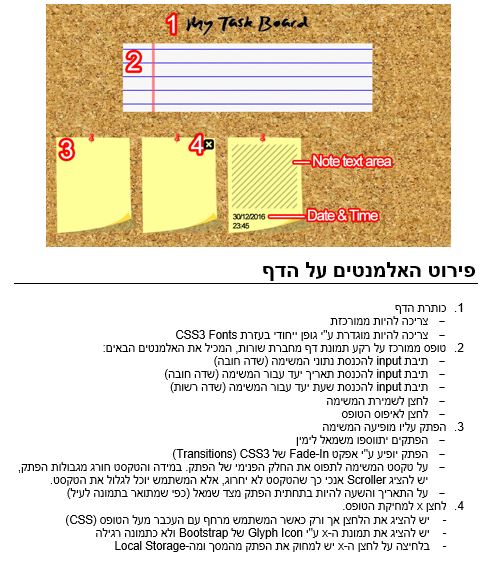 1 My Task Board
2
3
4
Note text area
30/12/2016
23:45
Date & Time
פירוט האלמנטים על הדף
1. כותרת הדף
– צריכה להיות ממורכזת
– צריכה להיות מוגדרת ע"י גופן ייחודי בעזרת CSS3 Fonts
2. טופס ממורכז על רקע תמונת דף מחברת שורות, המכיל את האלמנטים הבאים:
– תיבת input להכנסת נתוני המשימה (שדה חובה)
– תיבת input להכנסת תאריך יעד עבור המשימה (שדה חובה)
– תיבת input להכנסת שעת יעד עבור המשימה (שדה רשות)
– לחצן לשמירת המשימה
– לחצן לאיפוס הטופס
3. הפתק עליו מופיעה המשימה
– הפתקים יתווספו משמאל לימין
– הפתק יופיע ע"י אפקט Fade-In של CSS3 (Transitions)
– על טקסט המשימה לתפוס את החלק הפנימי של הפתק. במידה והטקסט חורג מגבולות הפתק,
יש להציג Scroller אנכי כך שהטקסט לא יחרוג, אלא המשתמש יוכל לגלול את הטקסט.
– על התאריך והשעה להיות בתחתית הפתק מצד שמאל (כפי שמתואר בתמונה לעיל)
4. לחצן x למחיקת הטופס.
- יש להציג את הלחצן אך ורק כאשר המשתמש מרחף עם העכבר מעל הטופס (CSS)
- יש להציג את תמונת ה-x ע"י Glyph Icon של Bootstrap ולא כתמונה רגילה
- בלחיצה על לחצן ה-x יש למחוק את הפתק מהמסך ומה-Local Storage